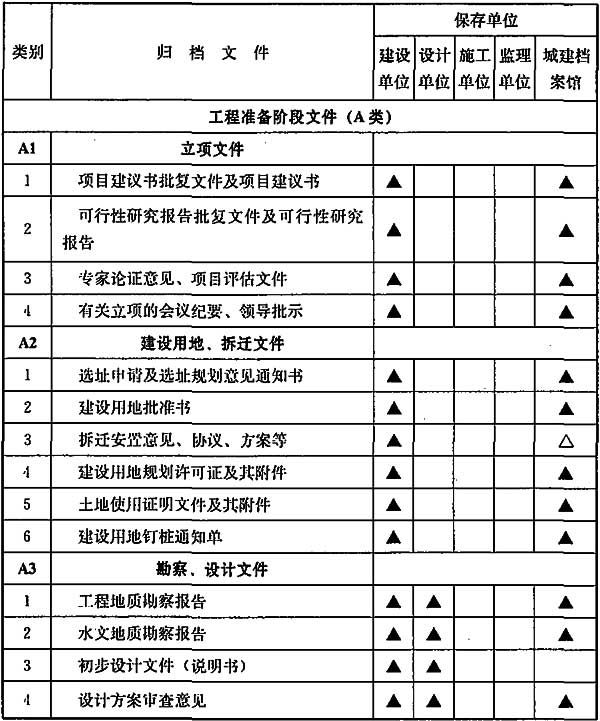 类别 归档文件 保存单位
建设单位 设计单位 施工单位 监理单位 城建档案馆
工程准备阶段文件（A类）
A1 立项文件
1 项目建议书批复文件及项目建议书 ▲ ▲
2 可行性研究报告批复文件及可行性研究
报告 ▲ ▲
3 专家论证意见、项目评估文件 ▲ ▲
4 有关立项的会议纪要、领导批示 ▲ ▲
A2 建设用地、拆迁文件
1 选址申请及选址规划意见通知书 ▲ ▲
2 建设用地批准书 ▲ ▲
3 拆迁安置意见、协议、方案等 ▲ △
4 建设用地规划许可证及其附件 ▲ ▲
5 土地使用证明文件及其附件 ▲ ▲
6 建设用地钉桩通知单 ▲ ▲
A3 勘察、设计文件
1 工程地质勘察报告 ▲ ▲ ▲
2 水文地质勘察报告 ▲ ▲ ▲
3 初步设计文件（说明书） ▲ ▲
4 设计方案审查意见 ▲ ▲ ▲